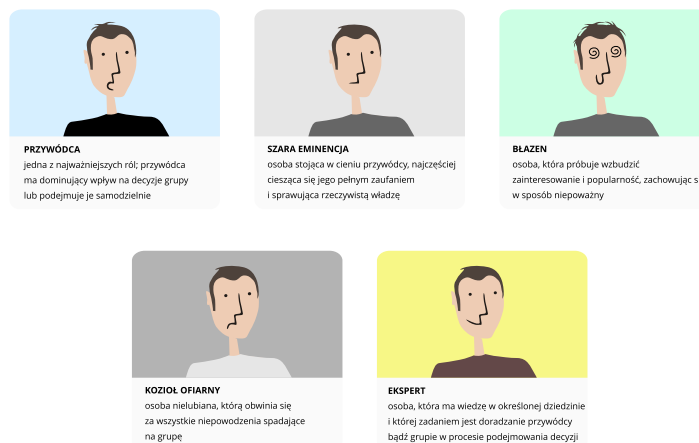 PRZYWÓDCA
jedna z najważniejszych ról; przywódca
ma dominujący wpływ na decyzje grupy
lub podejmuje je samodzielnie
SZARA EMINENCJA
osoba stojąca w cieniu przywódcy, najczęściej
ciesząca się jego pełnym zaufaniem
i sprawująca rzeczywistą władzę
BŁAZEN
osoba, która próbuje wzbudzić
zainteresowanie i popularność, zachowując s
w sposób niepoważny
KOZIOŁ OFIARNY
osoba nielubiana, którą obwinia się
za wszystkie niepowodzenia spadające
na grupę
EKSPERT
osoba, która ma wiedzę w określonej dziedzinie
i której zadaniem jest doradzanie przywódcy
bądź grupie w procesie podejmowania decyzji